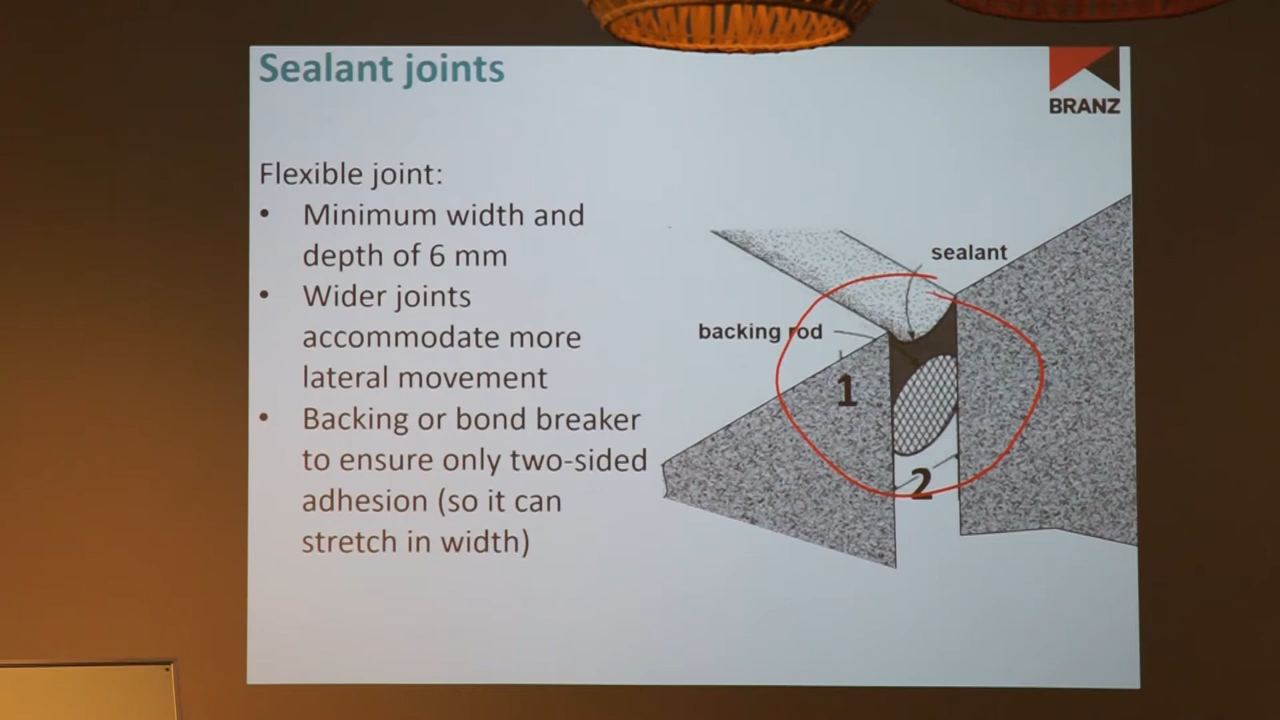 Sealant joints
BRANZ
Flexible joint:
• Minimum width and
depth of 6 mm
• Wider joints
accommodate more
lateral movement
• Backing or bond breaker
to ensure only two-sided
adhesion (so it can
stretch in width)
sealant
backing rod
1
2